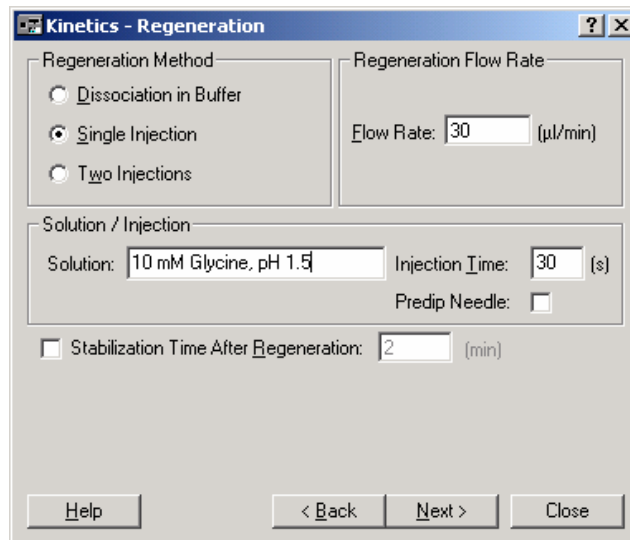 Kinetics - Regeneration
Regeneration Method
Dissociation in Buffer
Single Injection
Two Injections
Regeneration Flow Rate
Flow Rate: 30 (µl/min)
Solution / Injection
Solution: 10 mM Glycine, pH 1.5 Injection Time: 30 (s)
Predip Needle:
Stabilization Time After Regeneration: 2 (min)
Help < Back Next > Close